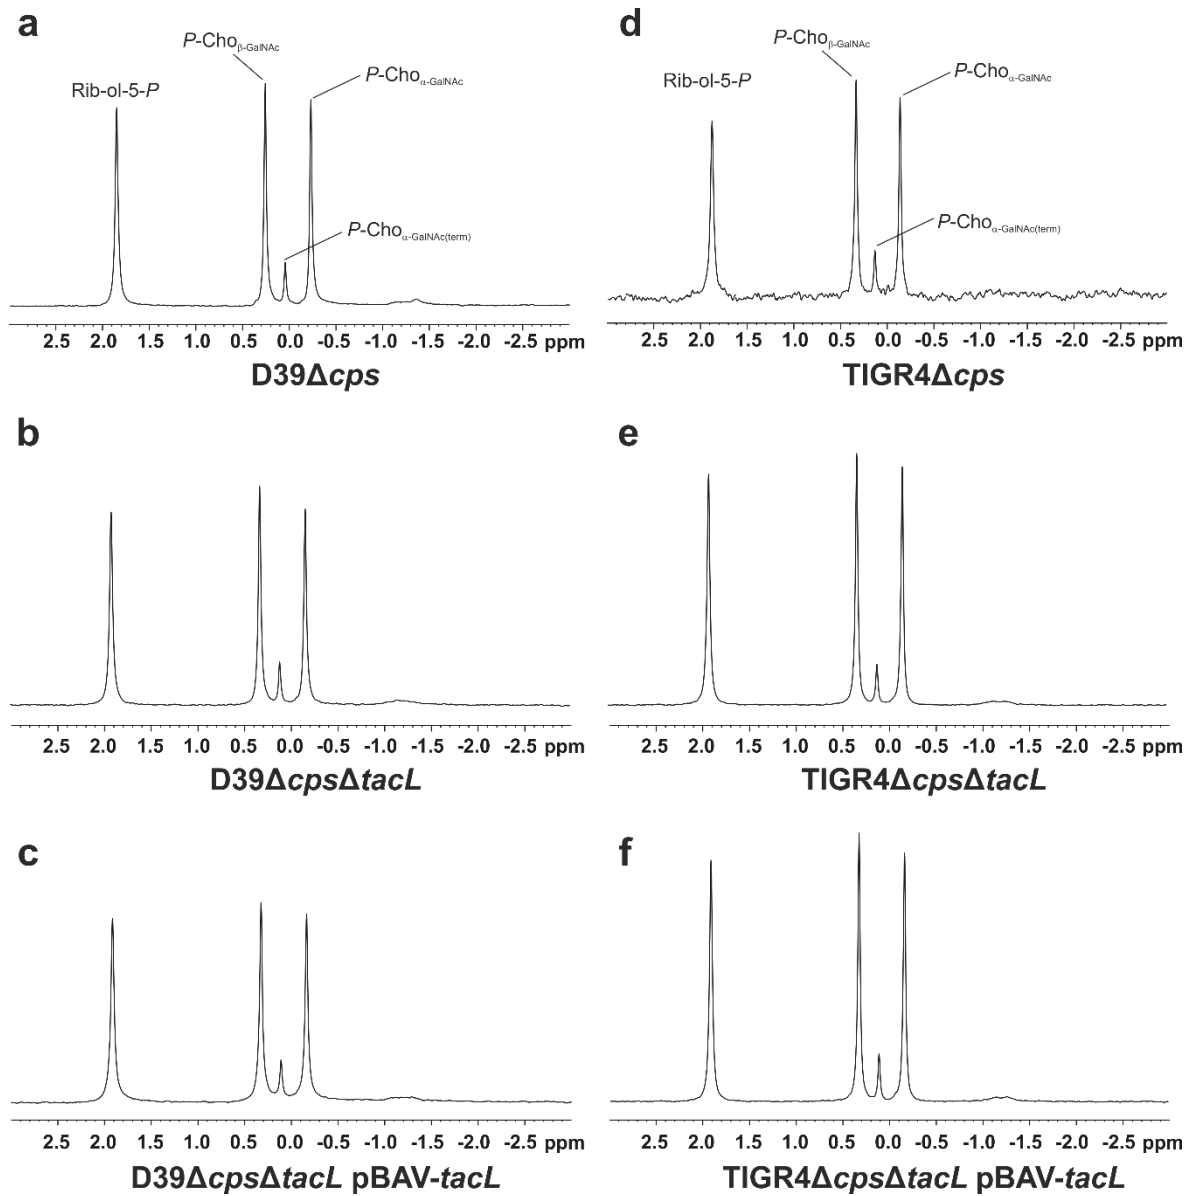 a
P-Choβ-GalNAc
Rib-ol-5-P
P-Choα-GalNAc
P-Choα-GalNAc(term)
2.5 2.0 1.5 1.0 0.5 0.0 -0.5 -1.0 -1.5 -2.0 -2.5 ppm
D39Δcps
d
P-Choβ-GalNAc
Rib-ol-5-P
P-Choα-GalNAc
P-Choα-GalNAc(term)
2.5 2.0 1.5 1.0 0.5 0.0 -0.5 -1.0 -1.5 -2.0 -2.5 ppm
TIGR4Δcps
b
2.5 2.0 1.5 1.0 0.5 0.0 -0.5 -1.0 -1.5 -2.0 -2.5 ppm
D39ΔcpsΔtacL
e
2.5 2.0 1.5 1.0 0.5 0.0 -0.5 -1.0 -1.5 -2.0 -2.5 ppm
TIGR4ΔcpsΔtacL
c
2.5 2.0 1.5 1.0 0.5 0.0 -0.5 -1.0 -1.5 -2.0 -2.5 ppm
D39ΔcpsΔtacL pBAV-tacL
f
2.5 2.0 1.5 1.0 0.5 0.0 -0.5 -1.0 -1.5 -2.0 -2.5 ppm
TIGR4ΔcpsΔtacL pBAV-tacL